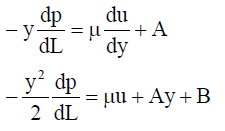 − y dp/dL = μ du/dy + A
− y²/2 dp/dL = μu + Ay + B